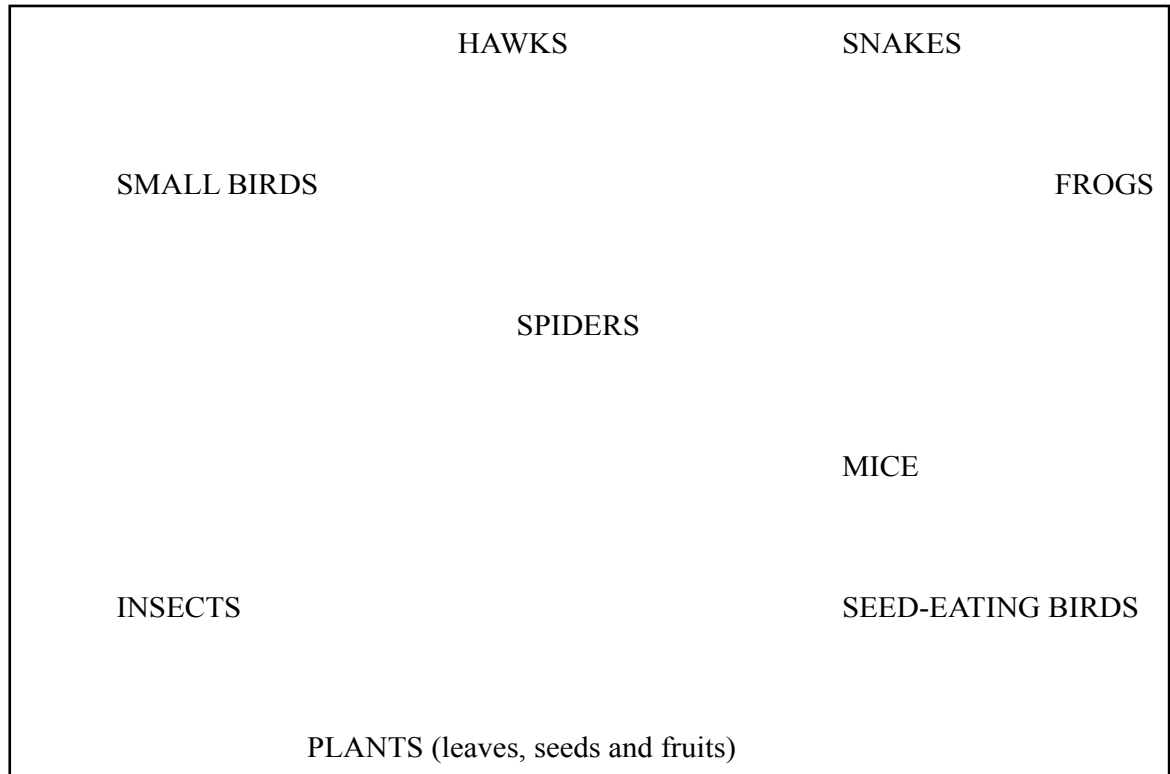 HAWKS SNAKES
SMALL BIRDS FROGS
SPIDERS
MICE
INSECTS SEED-EATING BIRDS
PLANTS (leaves, seeds and fruits)